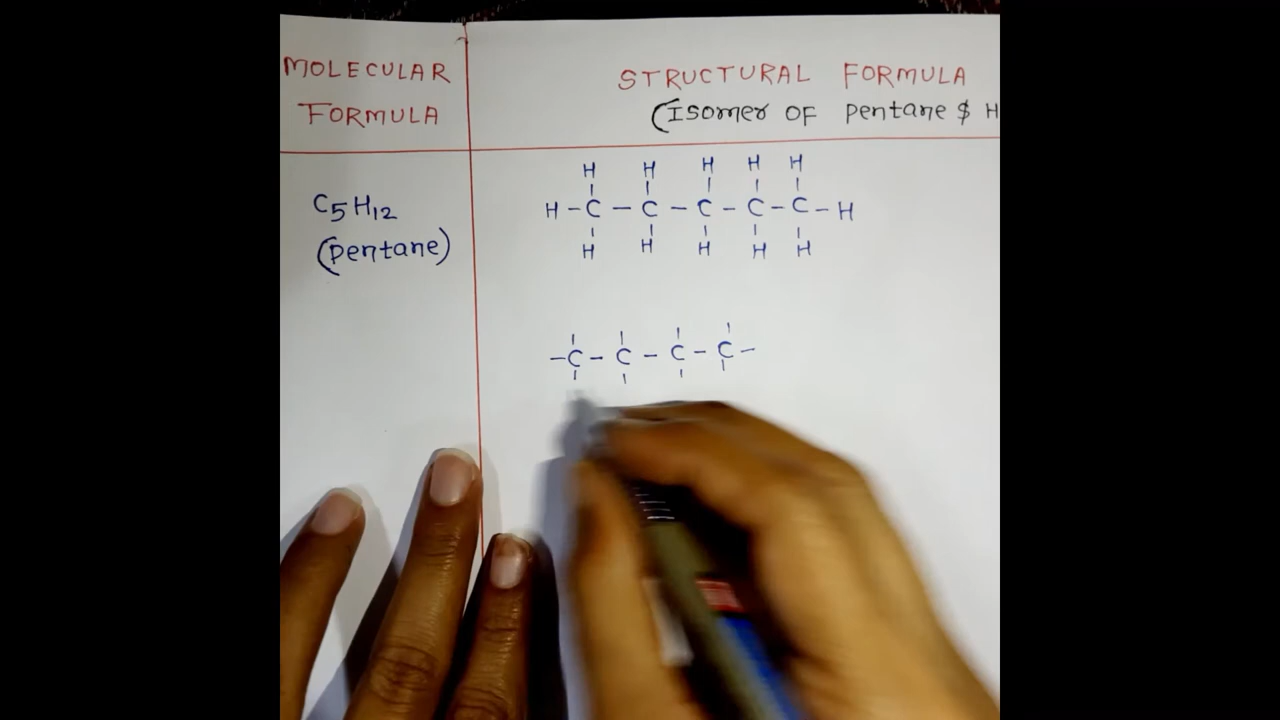 MOLECULAR
FORMULA
STRUCTURAL FORMULA
(Isomer OF Pentane $ H
C5H12
(Pentane)
H H H H H
H - C - C - C - C - C - H
H H H H H
- C - C - C - C -